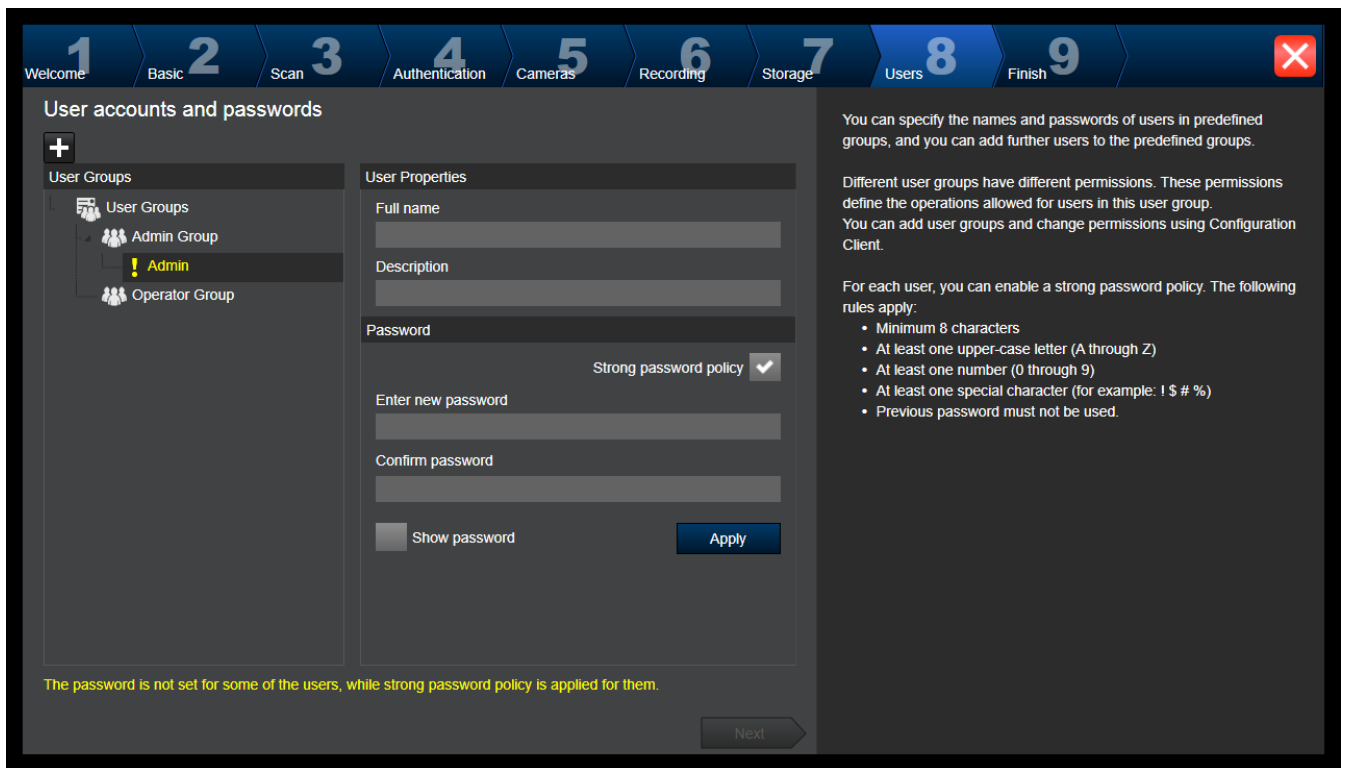 1
Welcome
2
Basic
3
Scan
4
Authentication
5
Cameras
6
Recording
7
Storage
8
Users
9
Finish
User accounts and passwords
User Groups
User Groups
Admin Group
! Admin
Operator Group
User Properties
Full name
Description
Password
Strong password policy
Enter new password
Confirm password
Show password
Apply
The password is not set for some of the users, while strong password policy is applied for them.
Next
You can specify the names and passwords of users in predefined
groups, and you can add further users to the predefined groups.
Different user groups have different permissions. These permissions
define the operations allowed for users in this user group.
You can add user groups and change permissions using Configuration
Client.
For each user, you can enable a strong password policy. The following
rules apply:
• Minimum 8 characters
• At least one upper-case letter (A through Z)
• At least one number (0 through 9)
• At least one special character (for example: ! $ # %)
• Previous password must not be used.